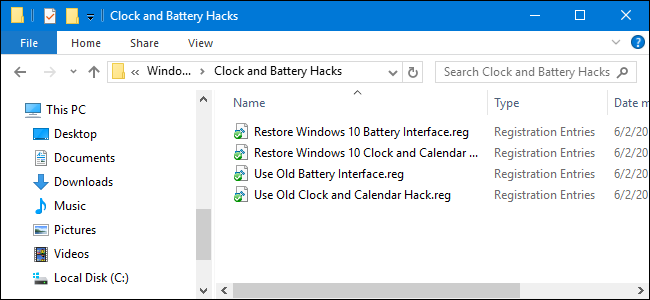 Clock and Battery Hacks
File Home Share View
« Windo... > Clock and Battery Hacks
Search Clock and Battery Hacks
This PC
Desktop
Documents
Downloads
Music
Pictures
Videos
Local Disk (C:)
Name Type Date m
Restore Windows 10 Battery Interface.reg Registration Entries 6/2/20
Restore Windows 10 Clock and Calendar ... Registration Entries 6/2/20
Use Old Battery Interface.reg Registration Entries 6/2/20
Use Old Clock and Calendar Hack.reg Registration Entries 6/2/20